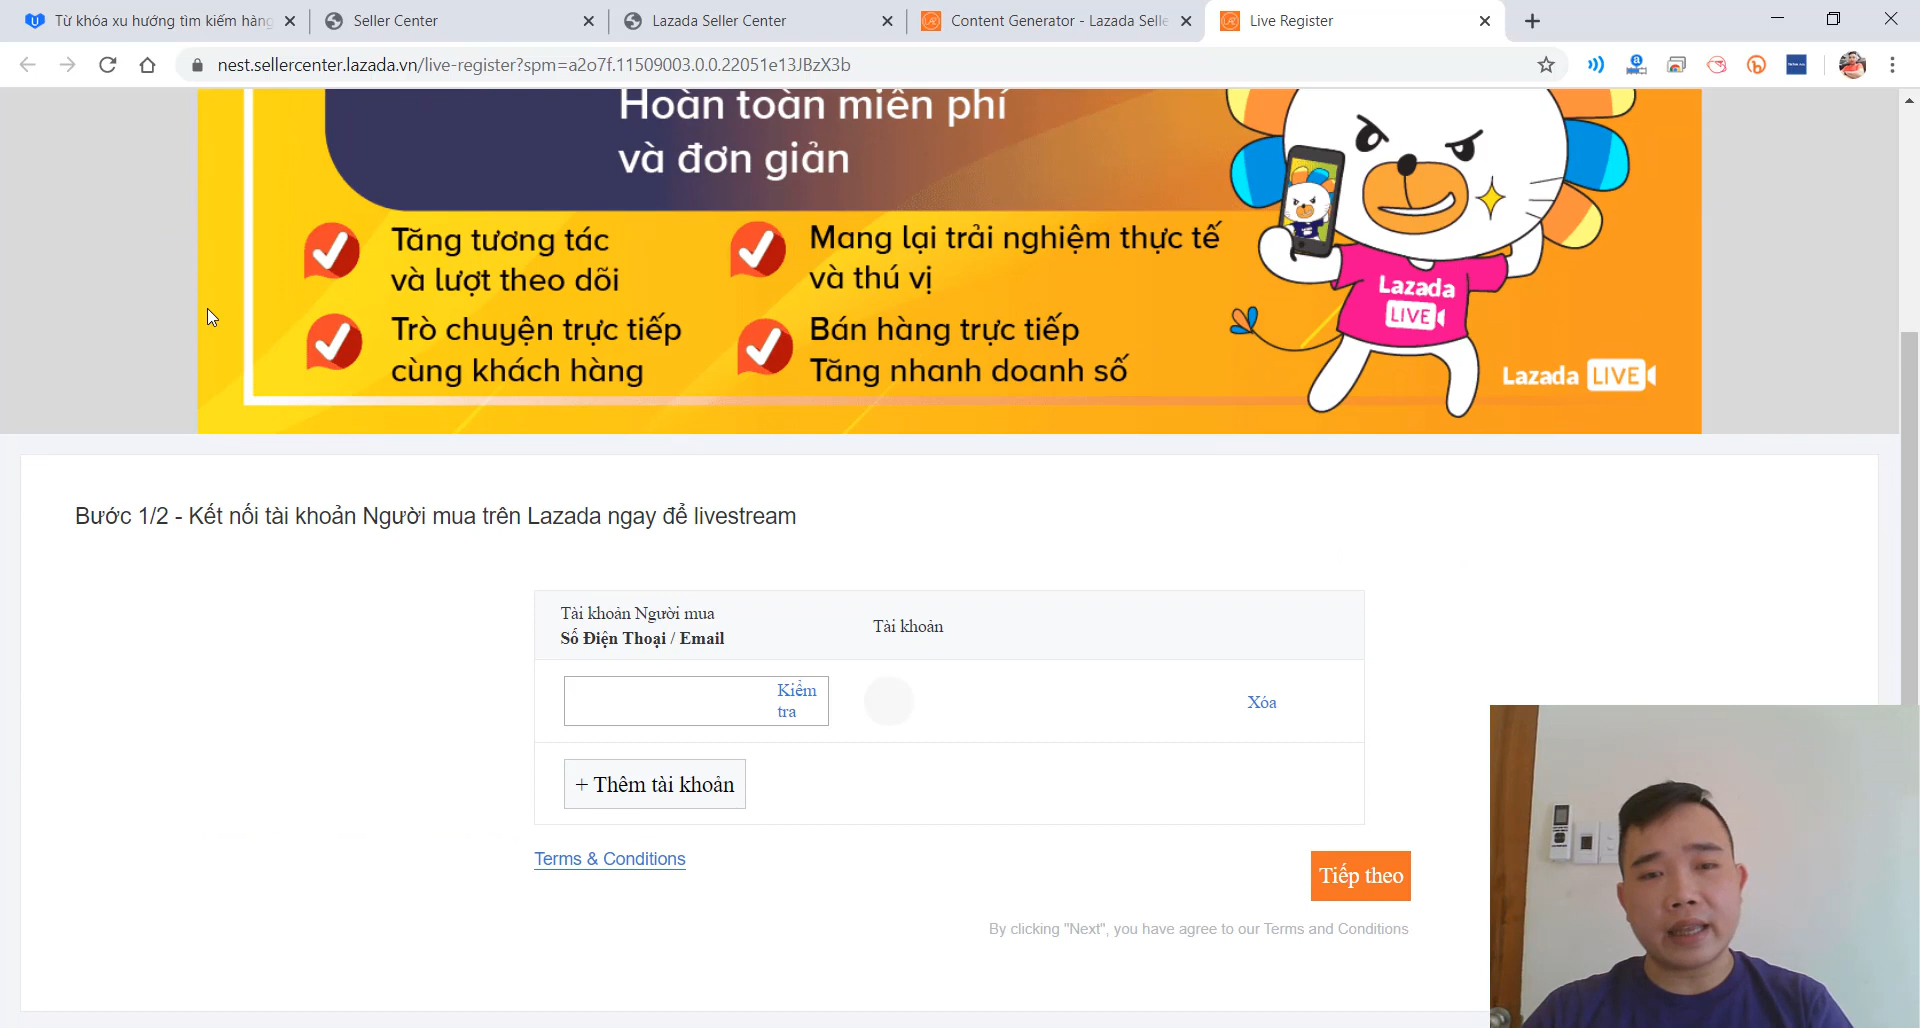 Từ khóa xu hướng tìm kiếm hàng
Seller Center
Lazada Seller Center
Content Generator - Lazada Selle
Live Register
nest.sellercenter.lazada.vn/live-register?spm=a2o7f.11509003.0.0.22051e13JBzX3b
Hoàn toàn miễn phí
và đơn giản
Tăng tương tác
và lượt theo dõi
Mang lại trải nghiệm thực tế
và thú vị
Trò chuyện trực tiếp
cùng khách hàng
Bán hàng trực tiếp
Tăng nhanh doanh số
Lazada
LIVE
Lazada LIVE
Bước 1/2 - Kết nối tài khoản Người mua trên Lazada ngay để livestream
Tài khoản Người mua
Số Điện Thoại / Email
Tài khoản
Kiểm
tra
Xóa
+ Thêm tài khoản
Terms & Conditions
Tiếp theo
By clicking "Next", you have agree to our Terms and Conditions